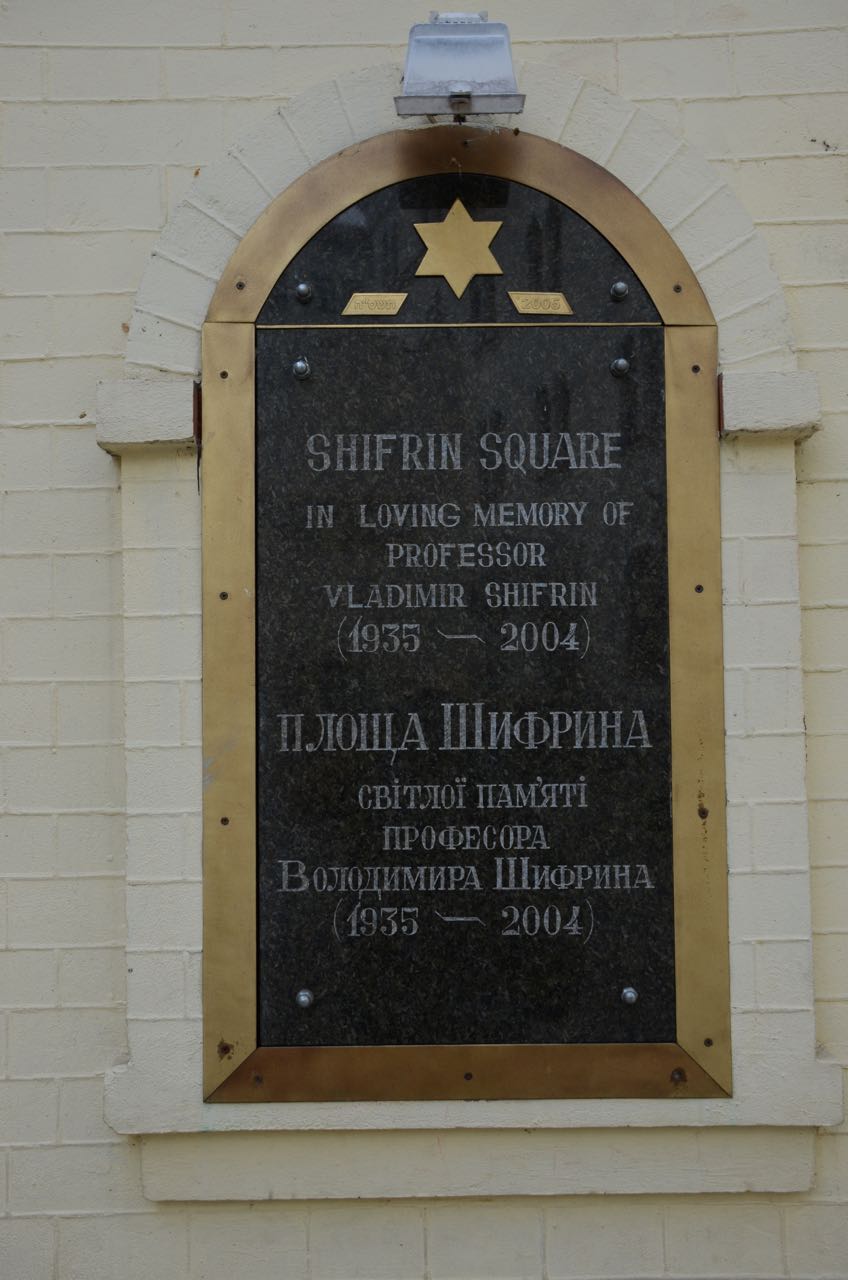 תשס"ה 2005
SHIFRIN SQUARE
IN LOVING MEMORY OF
PROFESSOR
VLADIMIR SHIFRIN
(1935 — 2004)
ПЛОЩА ШИФРИНА
СВІТЛОЇ ПАМ'ЯТІ
ПРОФЕСОРА
ВОЛОДИМИРА ШИФРИНА
(1935 — 2004)